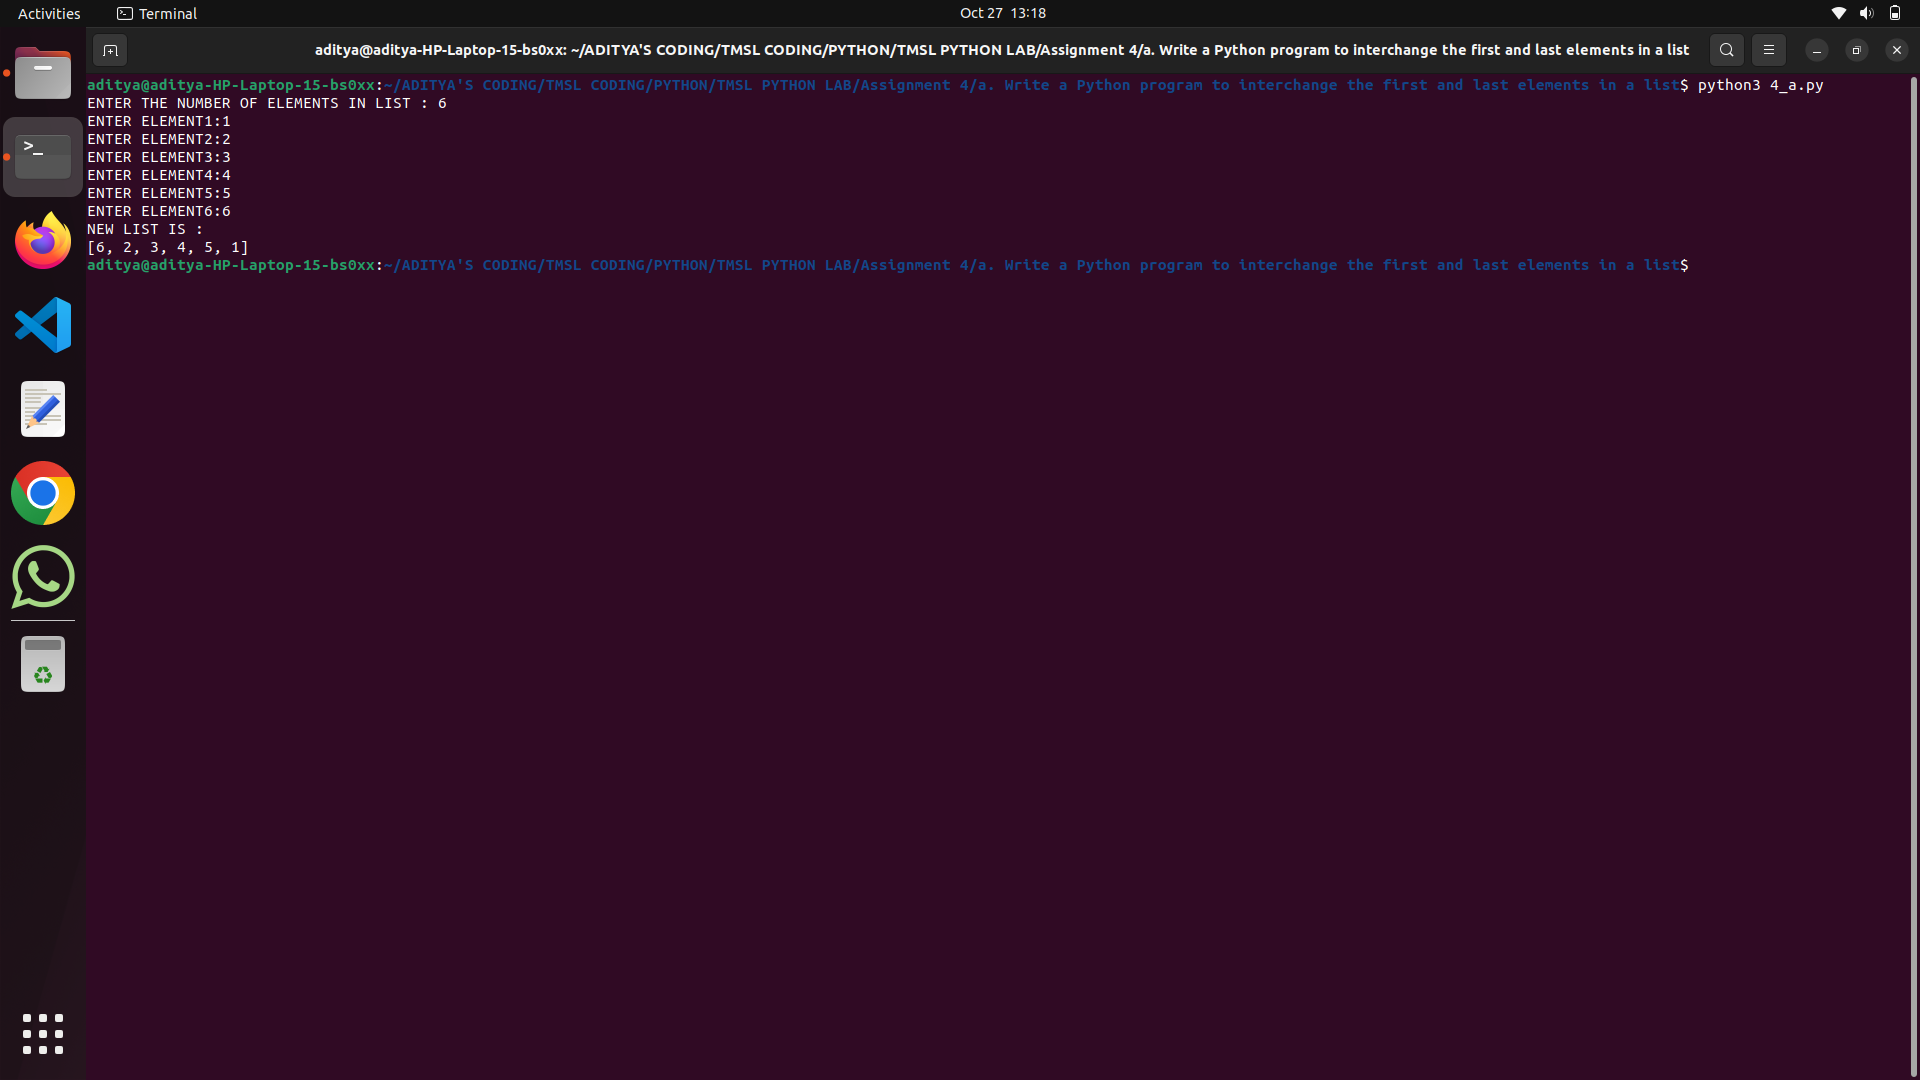 Activities
Terminal
Oct 27 13:18
aditya@aditya-HP-Laptop-15-bs0xx: ~/ADITYA'S CODING/TMSL CODING/PYTHON/TMSL PYTHON LAB/Assignment 4/a. Write a Python program to interchange the first and last elements in a list
aditya@aditya-HP-Laptop-15-bs0xx:~/ADITYA'S CODING/TMSL CODING/PYTHON/TMSL PYTHON LAB/Assignment 4/a. Write a Python program to interchange the first and last elements in a list$ python3 4_a.py
ENTER THE NUMBER OF ELEMENTS IN LIST : 6
ENTER ELEMENT1:1
ENTER ELEMENT2:2
ENTER ELEMENT3:3
ENTER ELEMENT4:4
ENTER ELEMENT5:5
ENTER ELEMENT6:6
NEW LIST IS :
[6, 2, 3, 4, 5, 1]
aditya@aditya-HP-Laptop-15-bs0xx:~/ADITYA'S CODING/TMSL CODING/PYTHON/TMSL PYTHON LAB/Assignment 4/a. Write a Python program to interchange the first and last elements in a list$